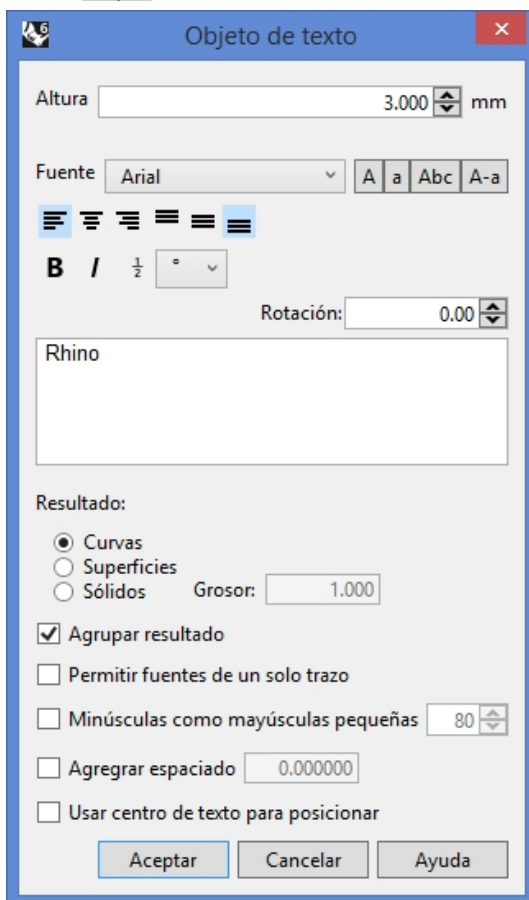 6
Objeto de texto
Altura 3.000 mm
Fuente Arial A a Abc A-a
B I ½ °
Rotación: 0.00
Rhino
Resultado:
Curvas
Superficies
Sólidos Grosor: 1.000
Agrupar resultado
Permitir fuentes de un solo trazo
Minúsculas como mayúsculas pequeñas 80
Agregrar espaciado 0.000000
Usar centro de texto para posicionar
Aceptar Cancelar Ayuda